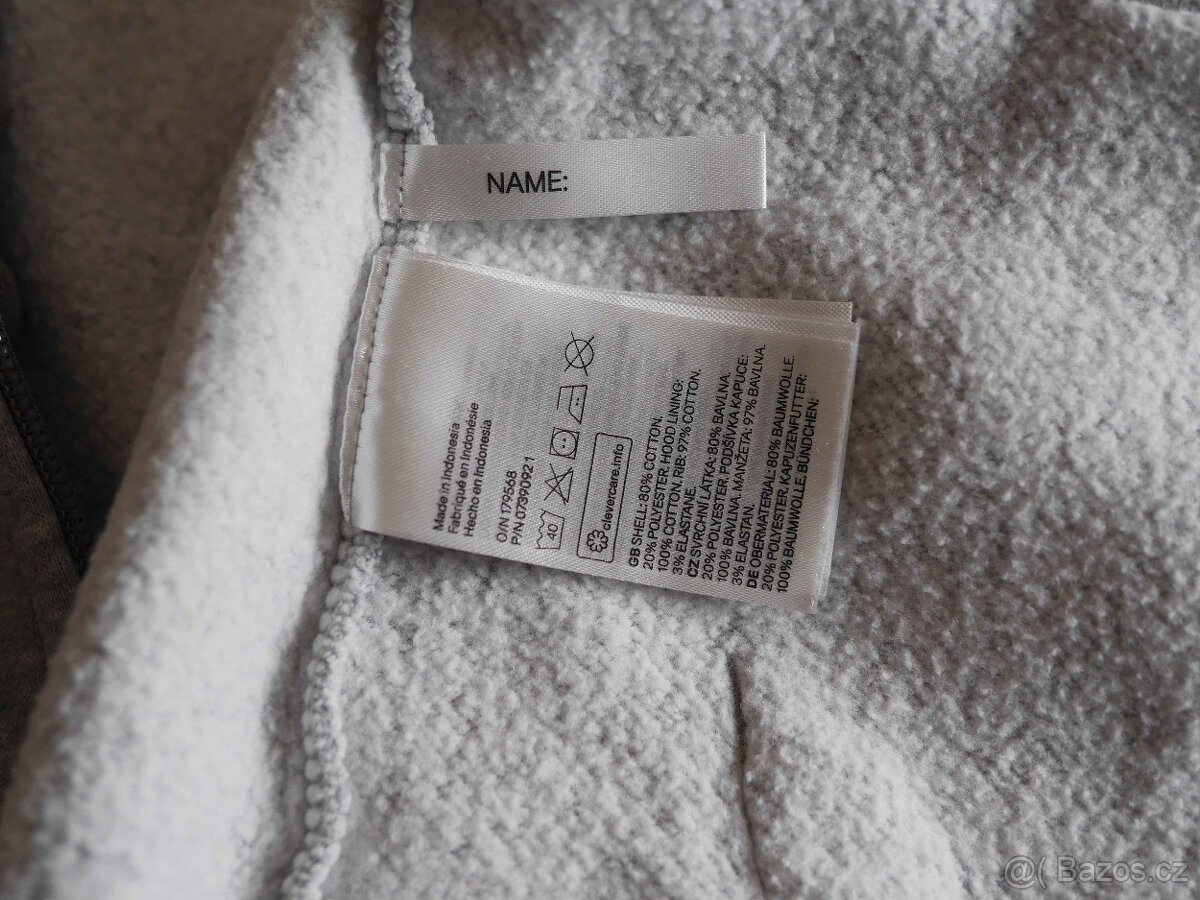 NAME:
Made in Indonesia
Fabriqué en Indonésie
Hecho en Indonesia
O/N 179568
P/N 07390921
40
clevercare.info
GB SHELL: 80% COTTON.
20% POLYESTER. HOOD LINING:
100% COTTON. RIB: 97% COTTON.
3% ELASTANE.
CZ SVRCHNÍ LÁTKA: 80% BAVLNA.
20% POLYESTER. PODŠÍVKA KAPUCE:
100% BAVLNA. MANŽETA: 97% BAVLNA.
3% ELASTAN.
DE OBERMATERIAL: 80% BAUMWOLLE.
20% POLYESTER. KAPUZENFUTTER:
100% BAUMWOLLE. BÜNDCHEN:
@( Bazos.cz